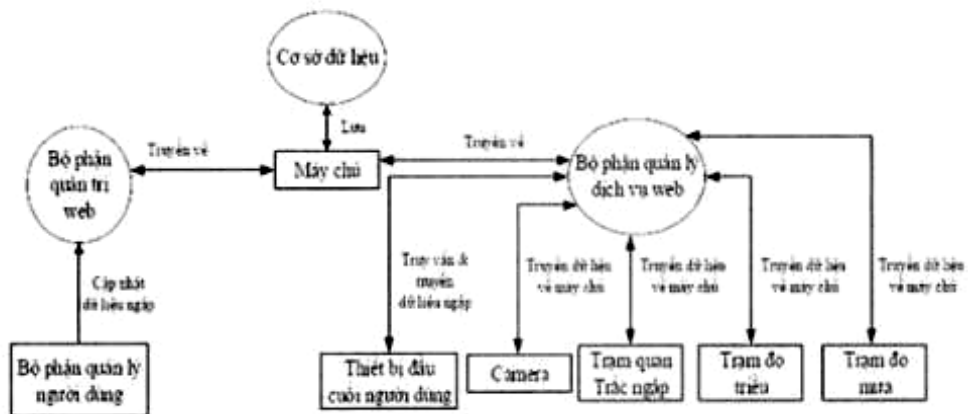 Cơ sở dữ liệu
Lưu
Truyền về
Máy chủ
Truyền về
Bộ phận
quản trị
web
Bộ phận quản lý
dịch vụ web
Cập nhật
dữ liệu ngập
Truy vấn &
truyền
dữ liệu ngập
Truyền dữ liệu
về máy chủ
Truyền dữ liệu
về máy chủ
Truyền dữ liệu
về máy chủ
Truyền dữ liệu
về máy chủ
Bộ phận quản lý
người dùng
Thiết bị đầu
cuối người dùng
Camera
Trạm quan
Trắc ngập
Trạm đo
triều
Trạm đo
mưa